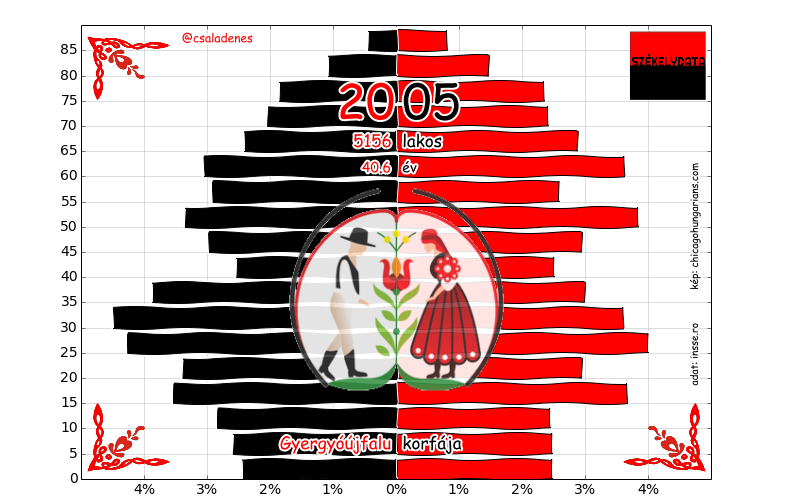 @csaladenes
SZÉKELYDATA
2005
5156 lakos
40.6 év
kép: chicagohungarians.com
adat: insse.ro
Gyergyóújfalu korfája
85
80
75
70
65
60
55
50
45
40
35
30
25
20
15
10
5
0
4% 3% 2% 1% 0% 1% 2% 3% 4%